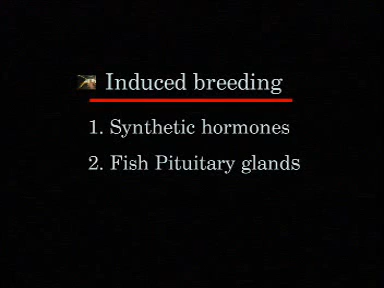 Induced breeding
1. Synthetic hormones
2. Fish Pituitary glands